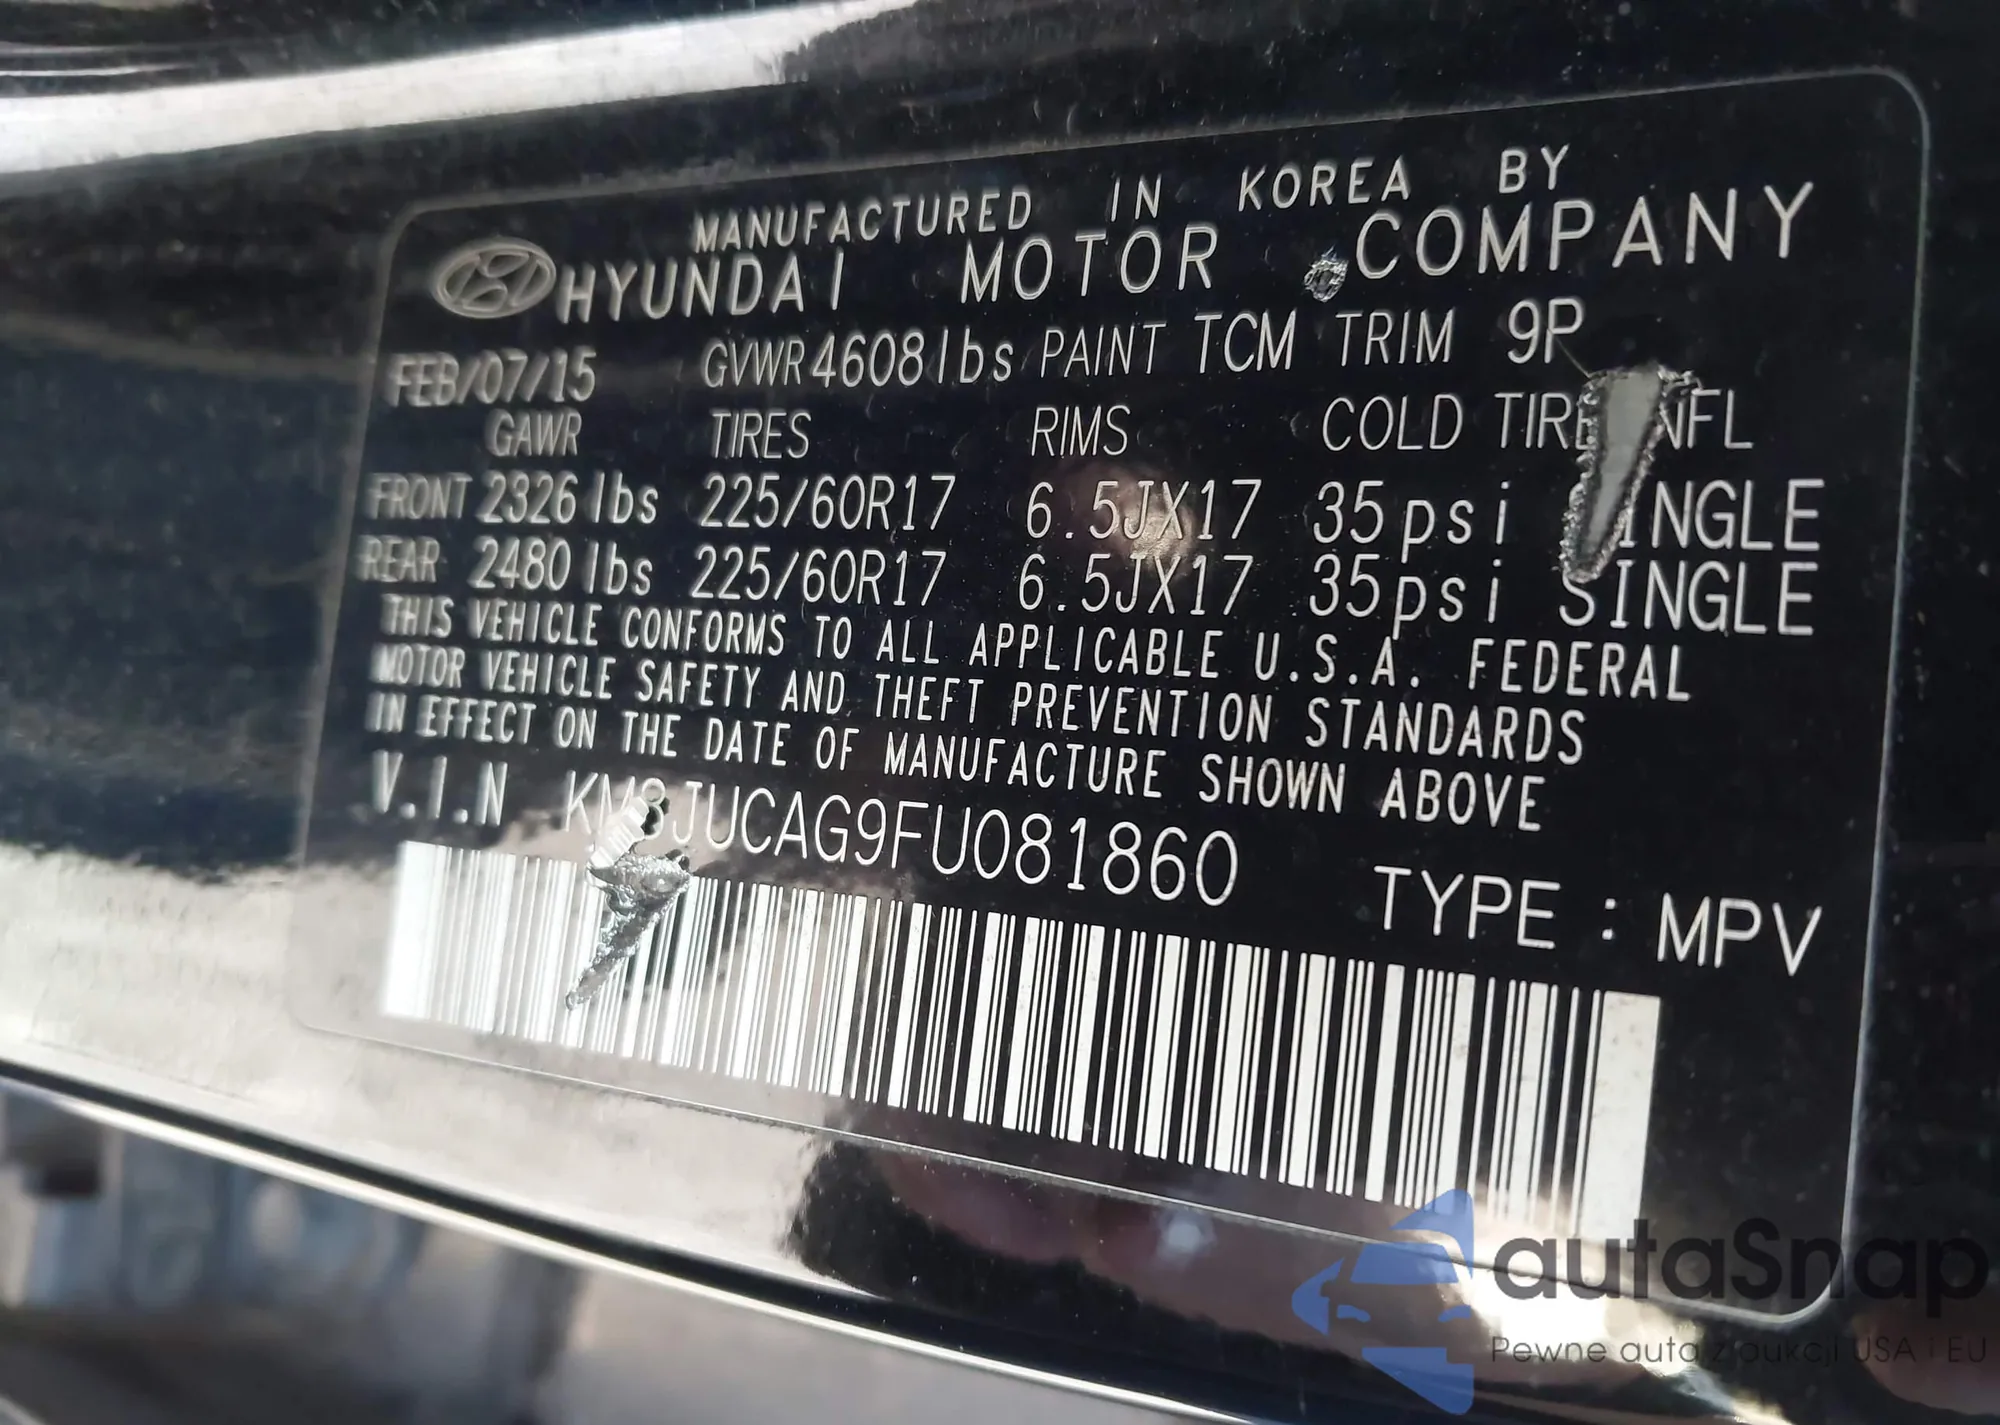 MANUFACTURED IN KOREA BY
HYUNDAI MOTOR COMPANY
FEB/07/15 GVWR 4608lbs PAINT TCM TRIM 9P
GAWR TIRES RIMS COLD TIRE INFL
FRONT 2326 lbs 225/60R17 6.5JX17 35psi SINGLE
REAR 2480 lbs 225/60R17 6.5JX17 35psi SINGLE
THIS VEHICLE CONFORMS TO ALL APPLICABLE U.S.A. FEDERAL
MOTOR VEHICLE SAFETY AND THEFT PREVENTION STANDARDS
IN EFFECT ON THE DATE OF MANUFACTURE SHOWN ABOVE
V.I.N KM8JUCAG9FU081860
TYPE : MPV
autaSnap
Pewne auta z aukcji USA i EU